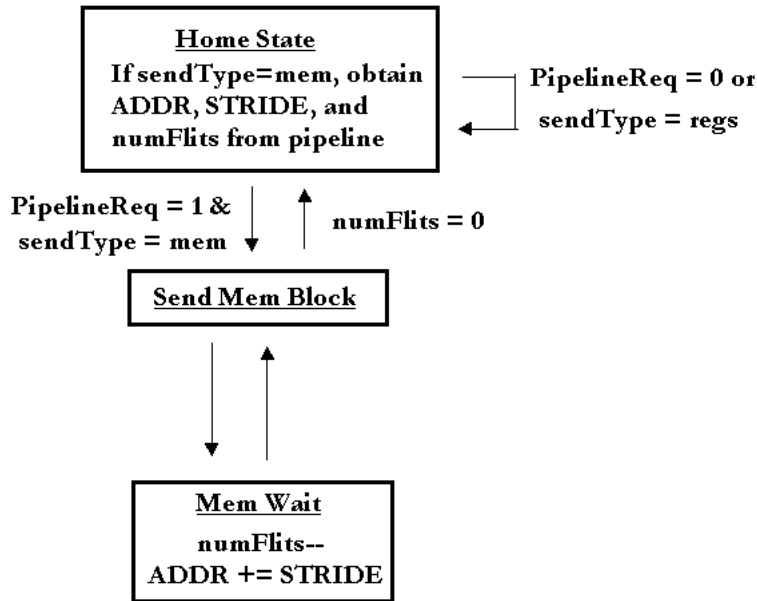 Home State
If sendType=mem, obtain
ADDR, STRIDE, and
numFlits from pipeline
PipelineReq = 0 or
sendType = regs
PipelineReq = 1 &
sendType = mem
numFlits = 0
Send Mem Block
Mem Wait
numFlits--
ADDR += STRIDE